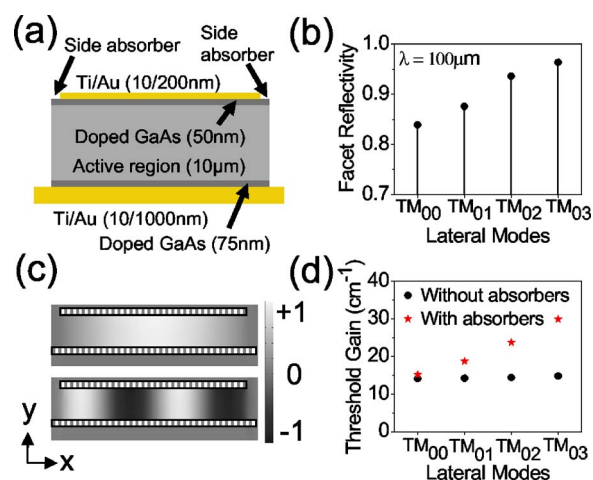 (a)
Side absorber
Side
absorber
Ti/Au (10/200nm)
Doped GaAs (50nm)
Active region (10μm)
Ti/Au (10/1000nm)
Doped GaAs (75nm)
(b)
λ = 100μm
Facet Reflectivity
1.0
0.9
0.8
0.7
TM00 TM01 TM02 TM03
Lateral Modes
(c)
+1
0
-1
y
x
(d)
Threshold Gain (cm-1)
40
30
20
10
0
Without absorbers
With absorbers
TM00 TM01 TM02 TM03
Lateral Modes